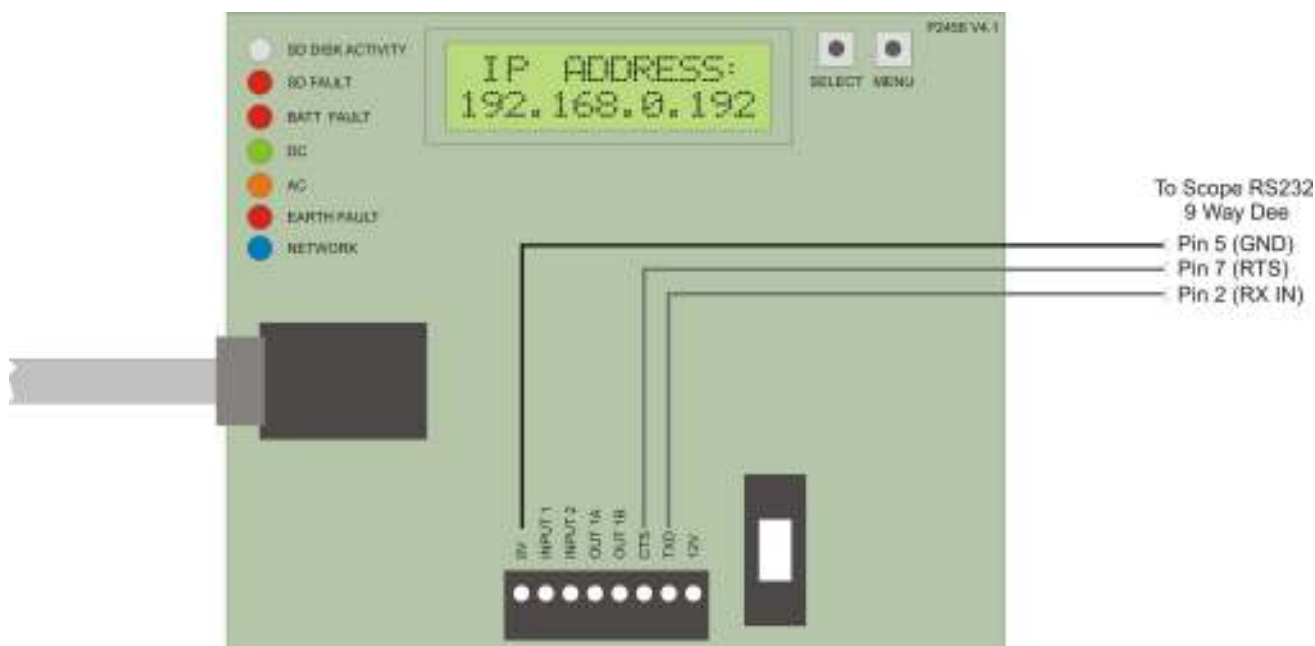 P2458 V4.1
SD DISK ACTIVITY
SD FAULT
BATT FAULT
DC
AC
EARTH FAULT
NETWORK
IP ADDRESS:
192.168.0.192
SELECT MENU
To Scope RS232
9 Way Dee
Pin 5 (GND)
Pin 7 (RTS)
Pin 2 (RX IN)
0V
INPUT 1
INPUT 2
OUT 1A
OUT 1B
CTS
TXD
12V